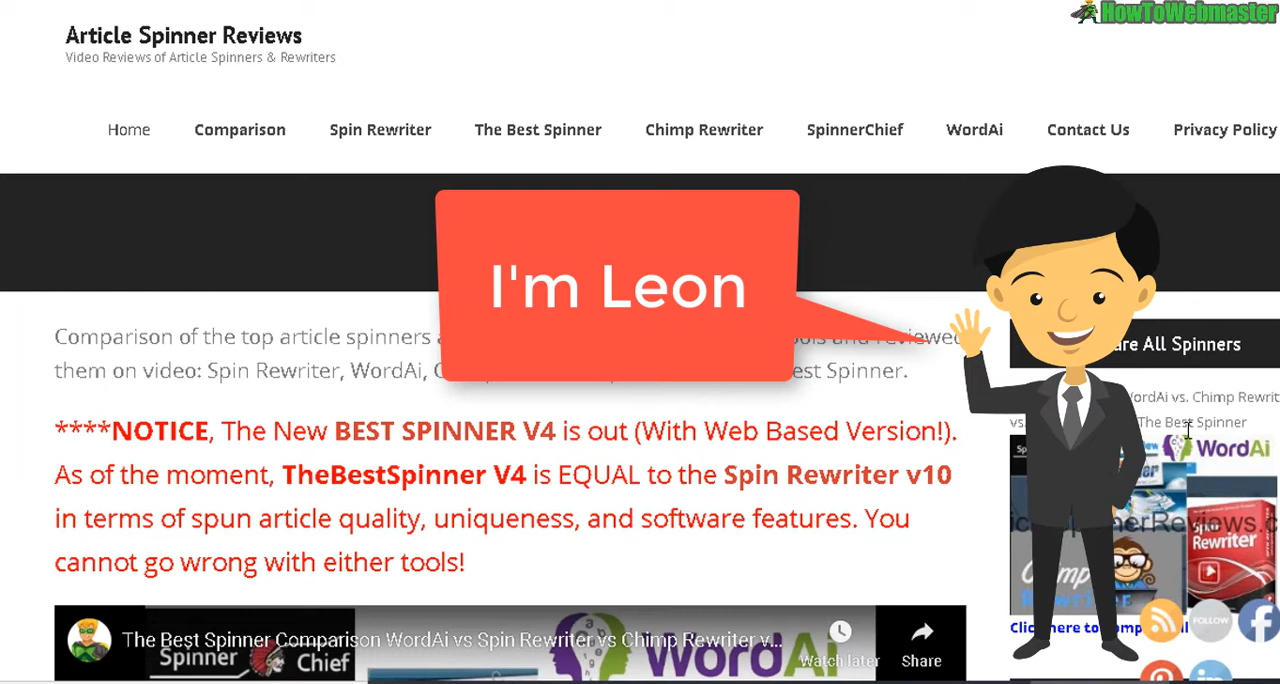 HowToWebmaster
Article Spinner Reviews
Video Reviews of Article Spinners & Rewriters
Home Comparison Spin Rewriter The Best Spinner Chimp Rewriter SpinnerChief WordAi Contact Us Privacy Policy
I'm Leon
Comparison of the top article spinners
them on video: Spin Rewriter, WordAi, Spinner.
****NOTICE, The New BEST SPINNER V4 is out (With Web Based Version!).
As of the moment, TheBestSpinner V4 is EQUAL to the Spin Rewriter v10
in terms of spun article quality, uniqueness, and software features. You
cannot go wrong with either tools!
The Best Spinner Comparison WordAi vs Spin Rewriter vs Chimp Rewriter v...
Watch later
Share
Spinner Chief
WordAi
All Spinners
vs. Chimp
The Best Spinner
WordAi
Spin Rewriter
Click here to
FOLLOW